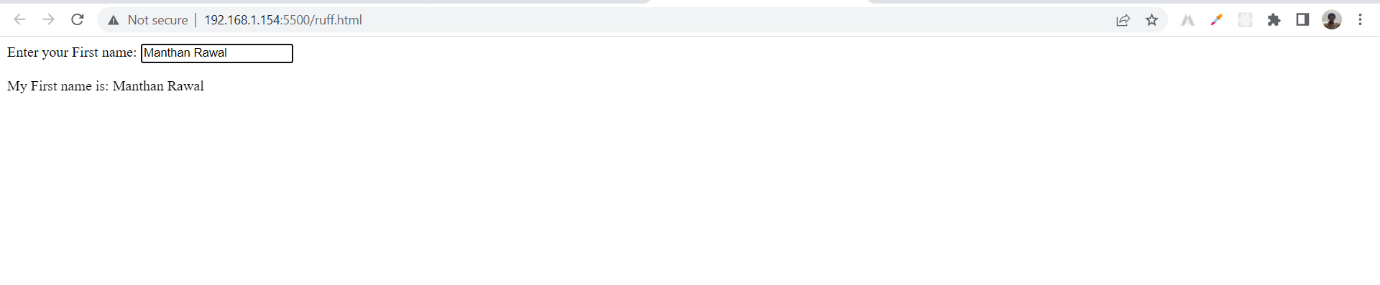 Not secure | 192.168.1.154:5500/ruff.html
Enter your First name: Manthan Rawal
My First name is: Manthan Rawal